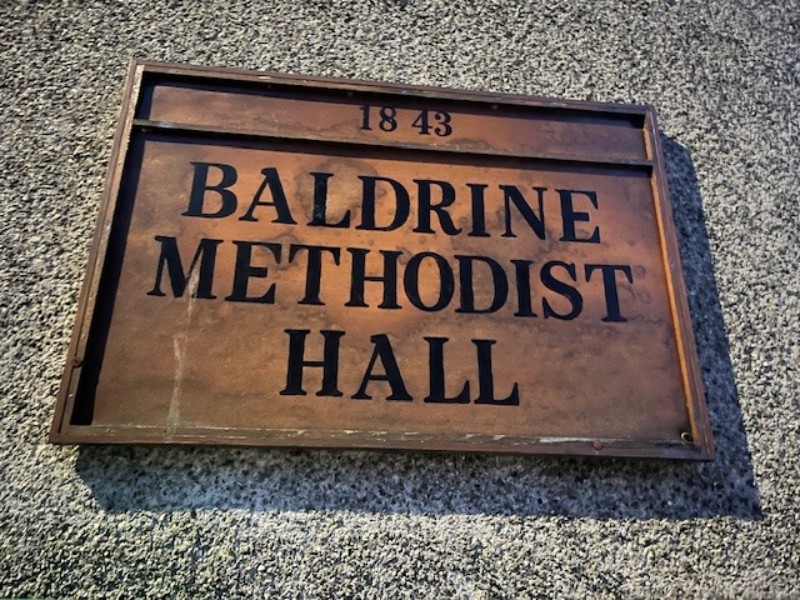 1843
BALDRINE
METHODIST
HALL